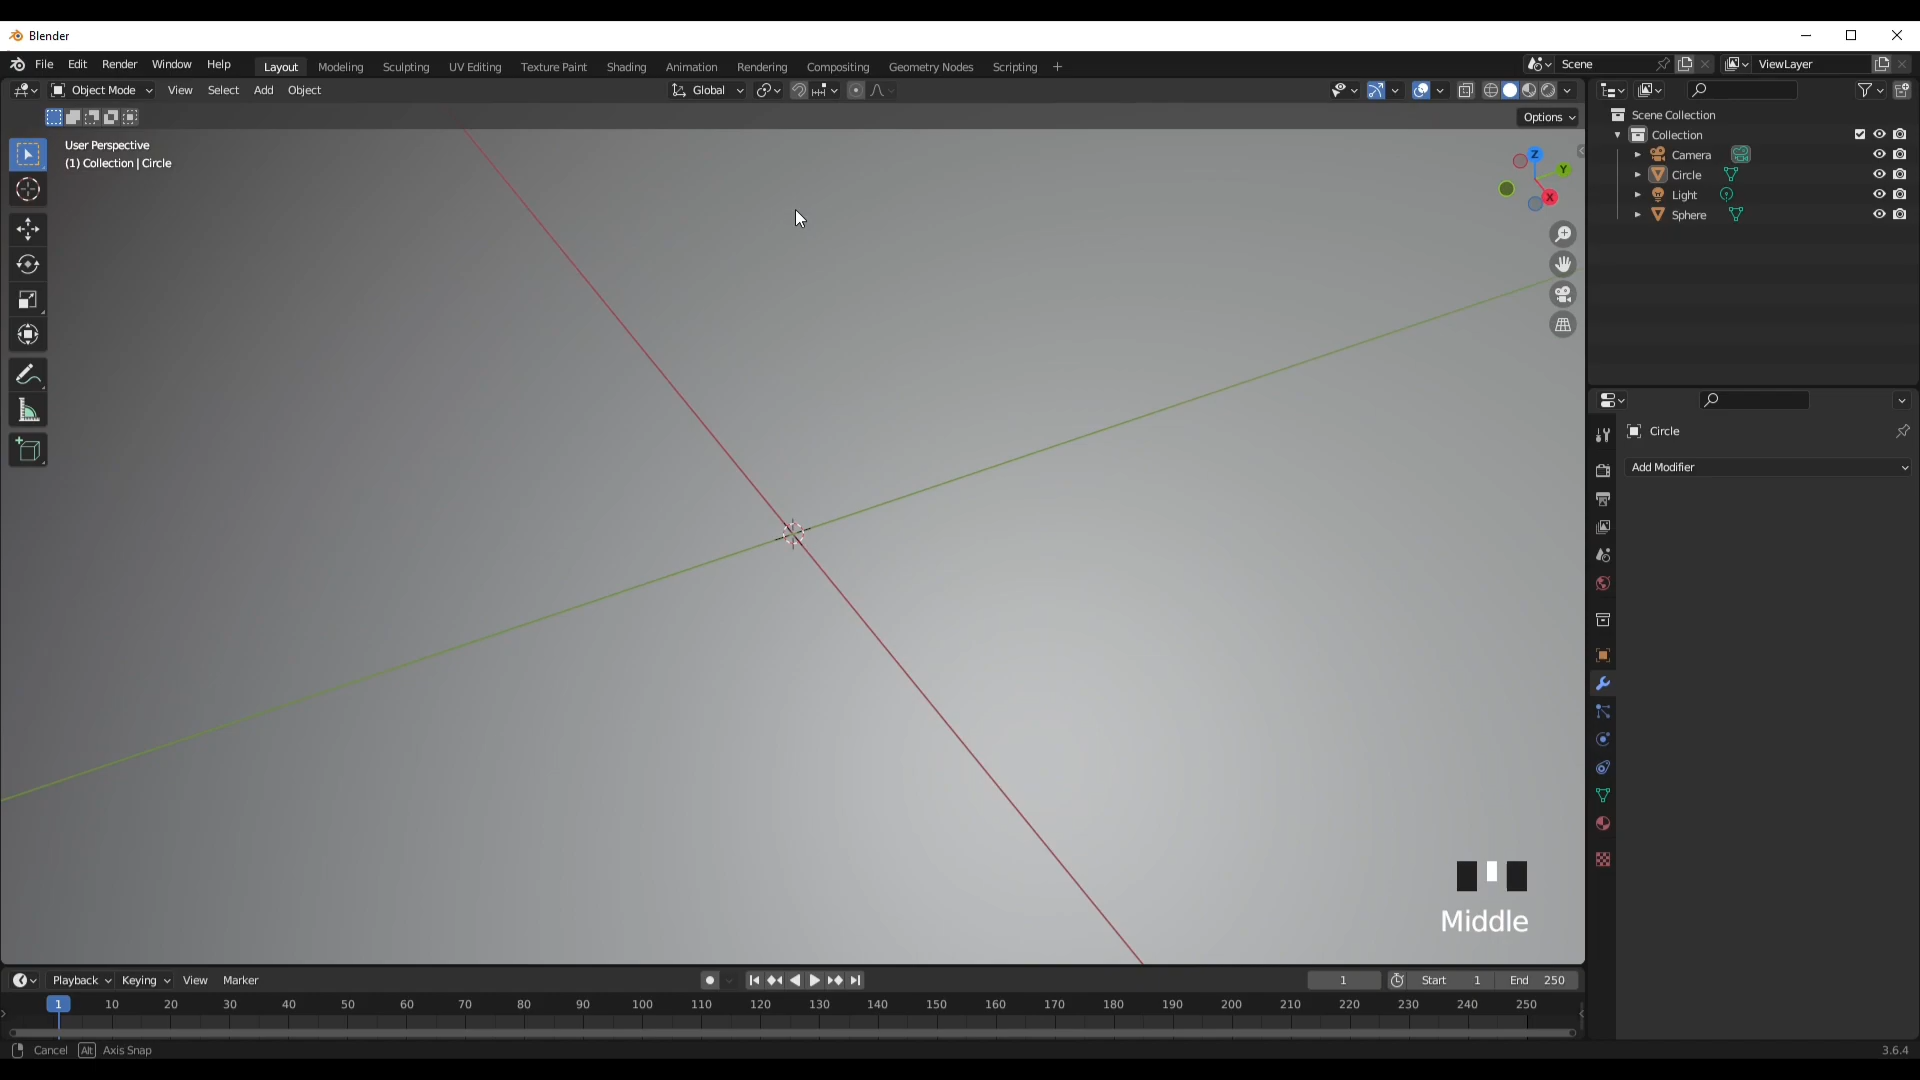 Blender
File Edit Render Window Help Layout Modeling Sculpting UV Editing Texture Paint Shading Animation Rendering Compositing Geometry Nodes Scripting + Scene ViewLayer
Object Mode View Select Add Object Global
Options
User Perspective
(1) Collection | Circle
Z
Y
X
Scene Collection
Collection
Camera
Circle
Light
Sphere
Circle
Add Modifier
Middle
Playback Keying View Marker 1 Start 1 End 250
1 10 20 30 40 50 60 70 80 90 100 110 120 130 140 150 160 170 180 190 200 210 220 230 240 250
Cancel Alt Axis Snap 3.6.4